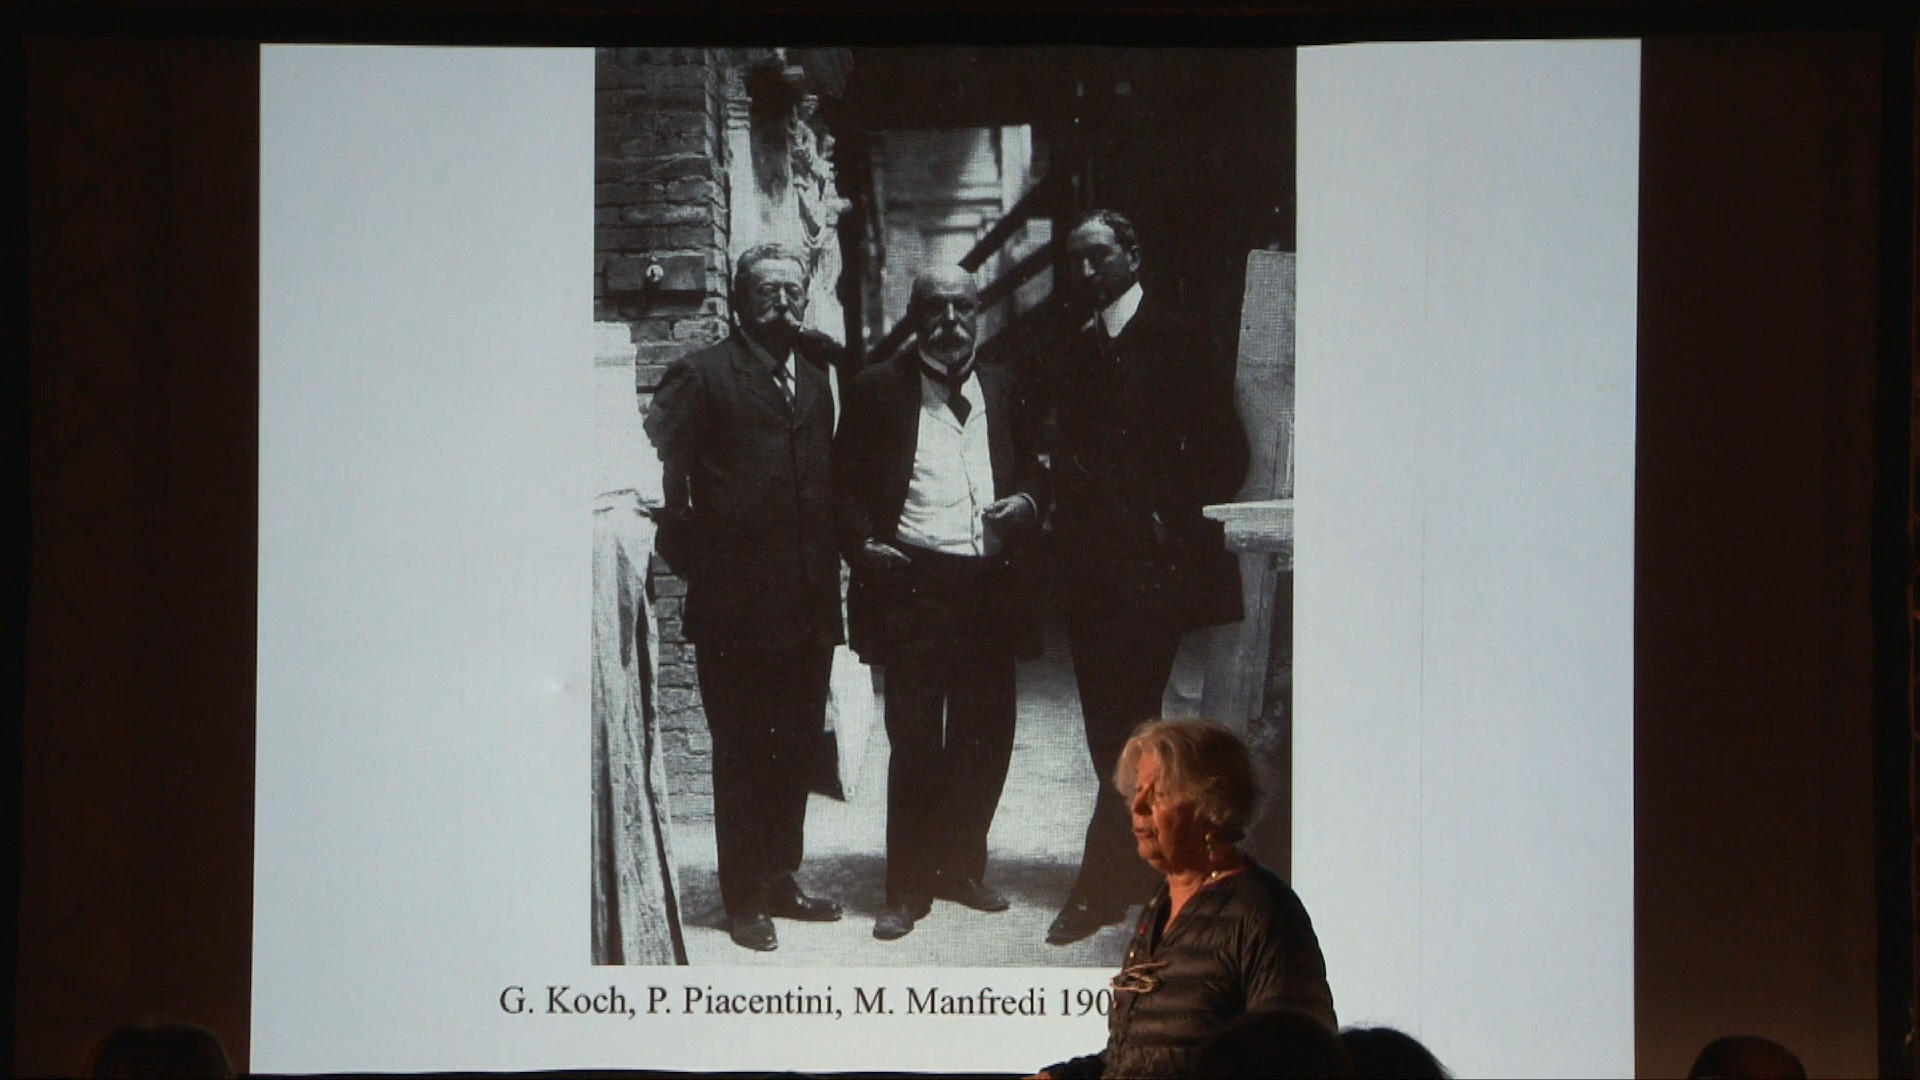 G. Koch, P. Piacentini, M. Manfredi 190